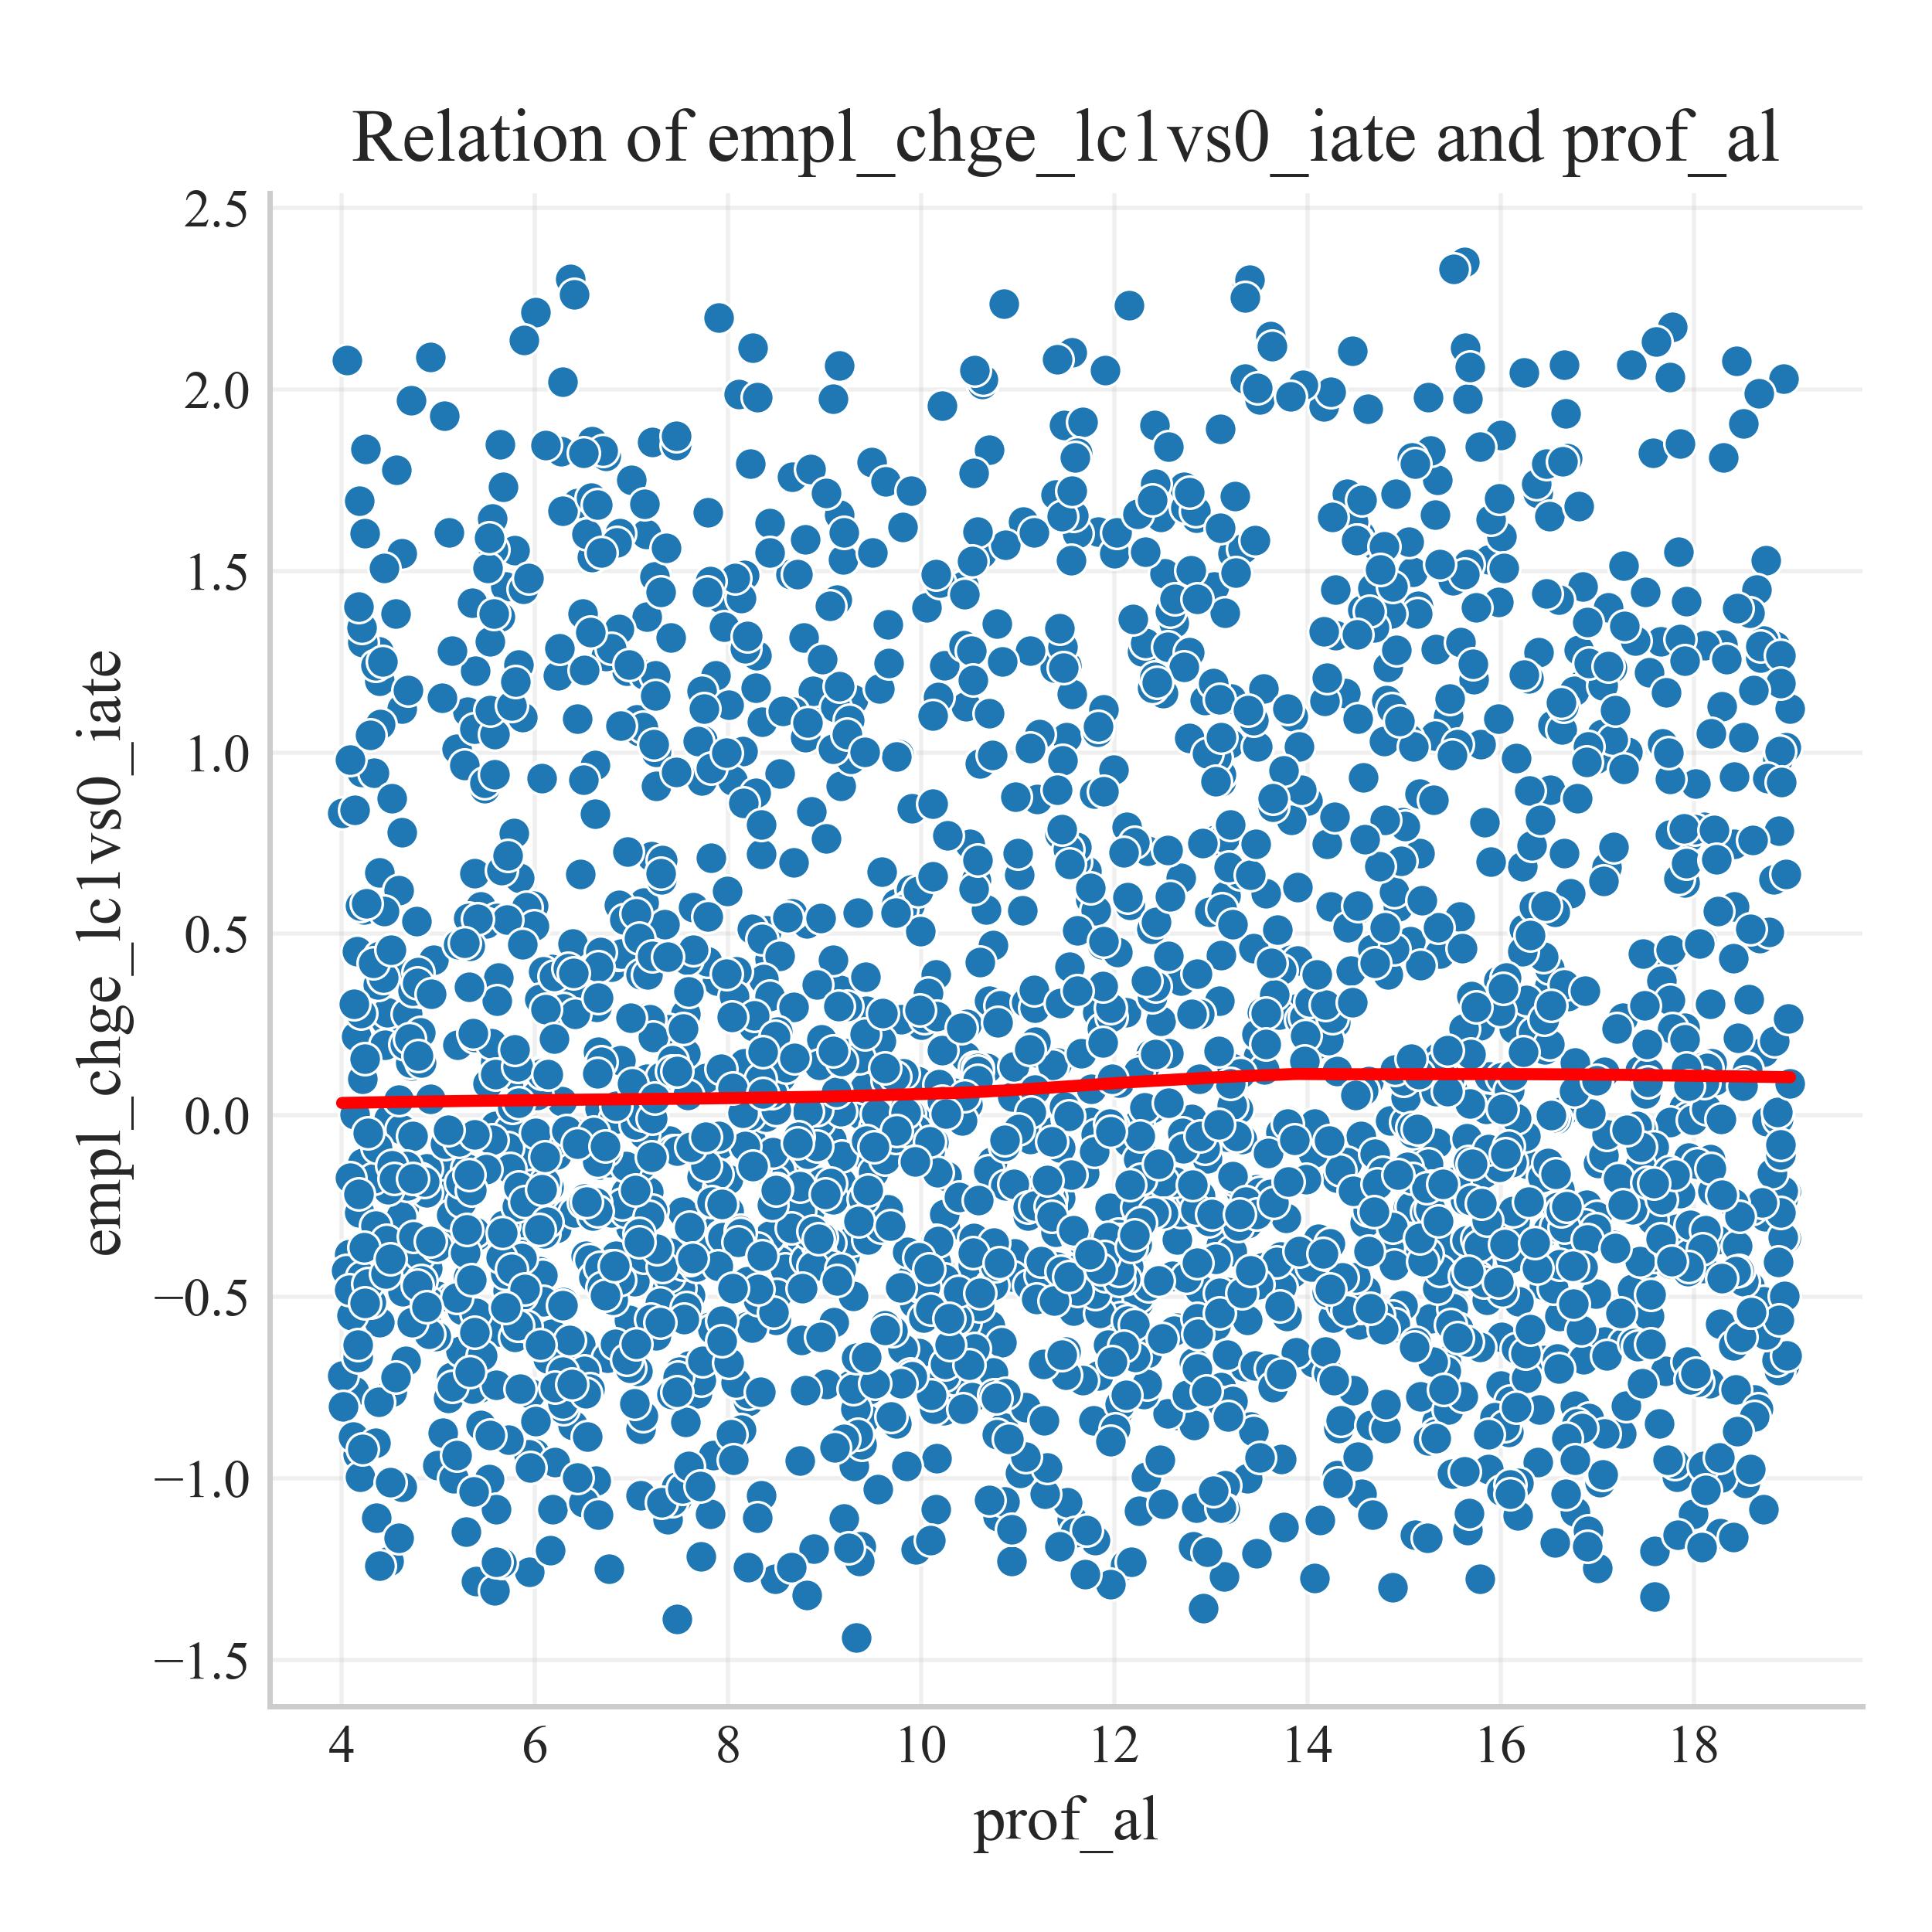 Relation of empl_chge_lc1vs0_iate and prof_al
empl_chge_lc1vs0_iate
2.5
2.0
1.5
1.0
0.5
0.0
−0.5
−1.0
−1.5
4 6 8 10 12 14 16 18
prof_al